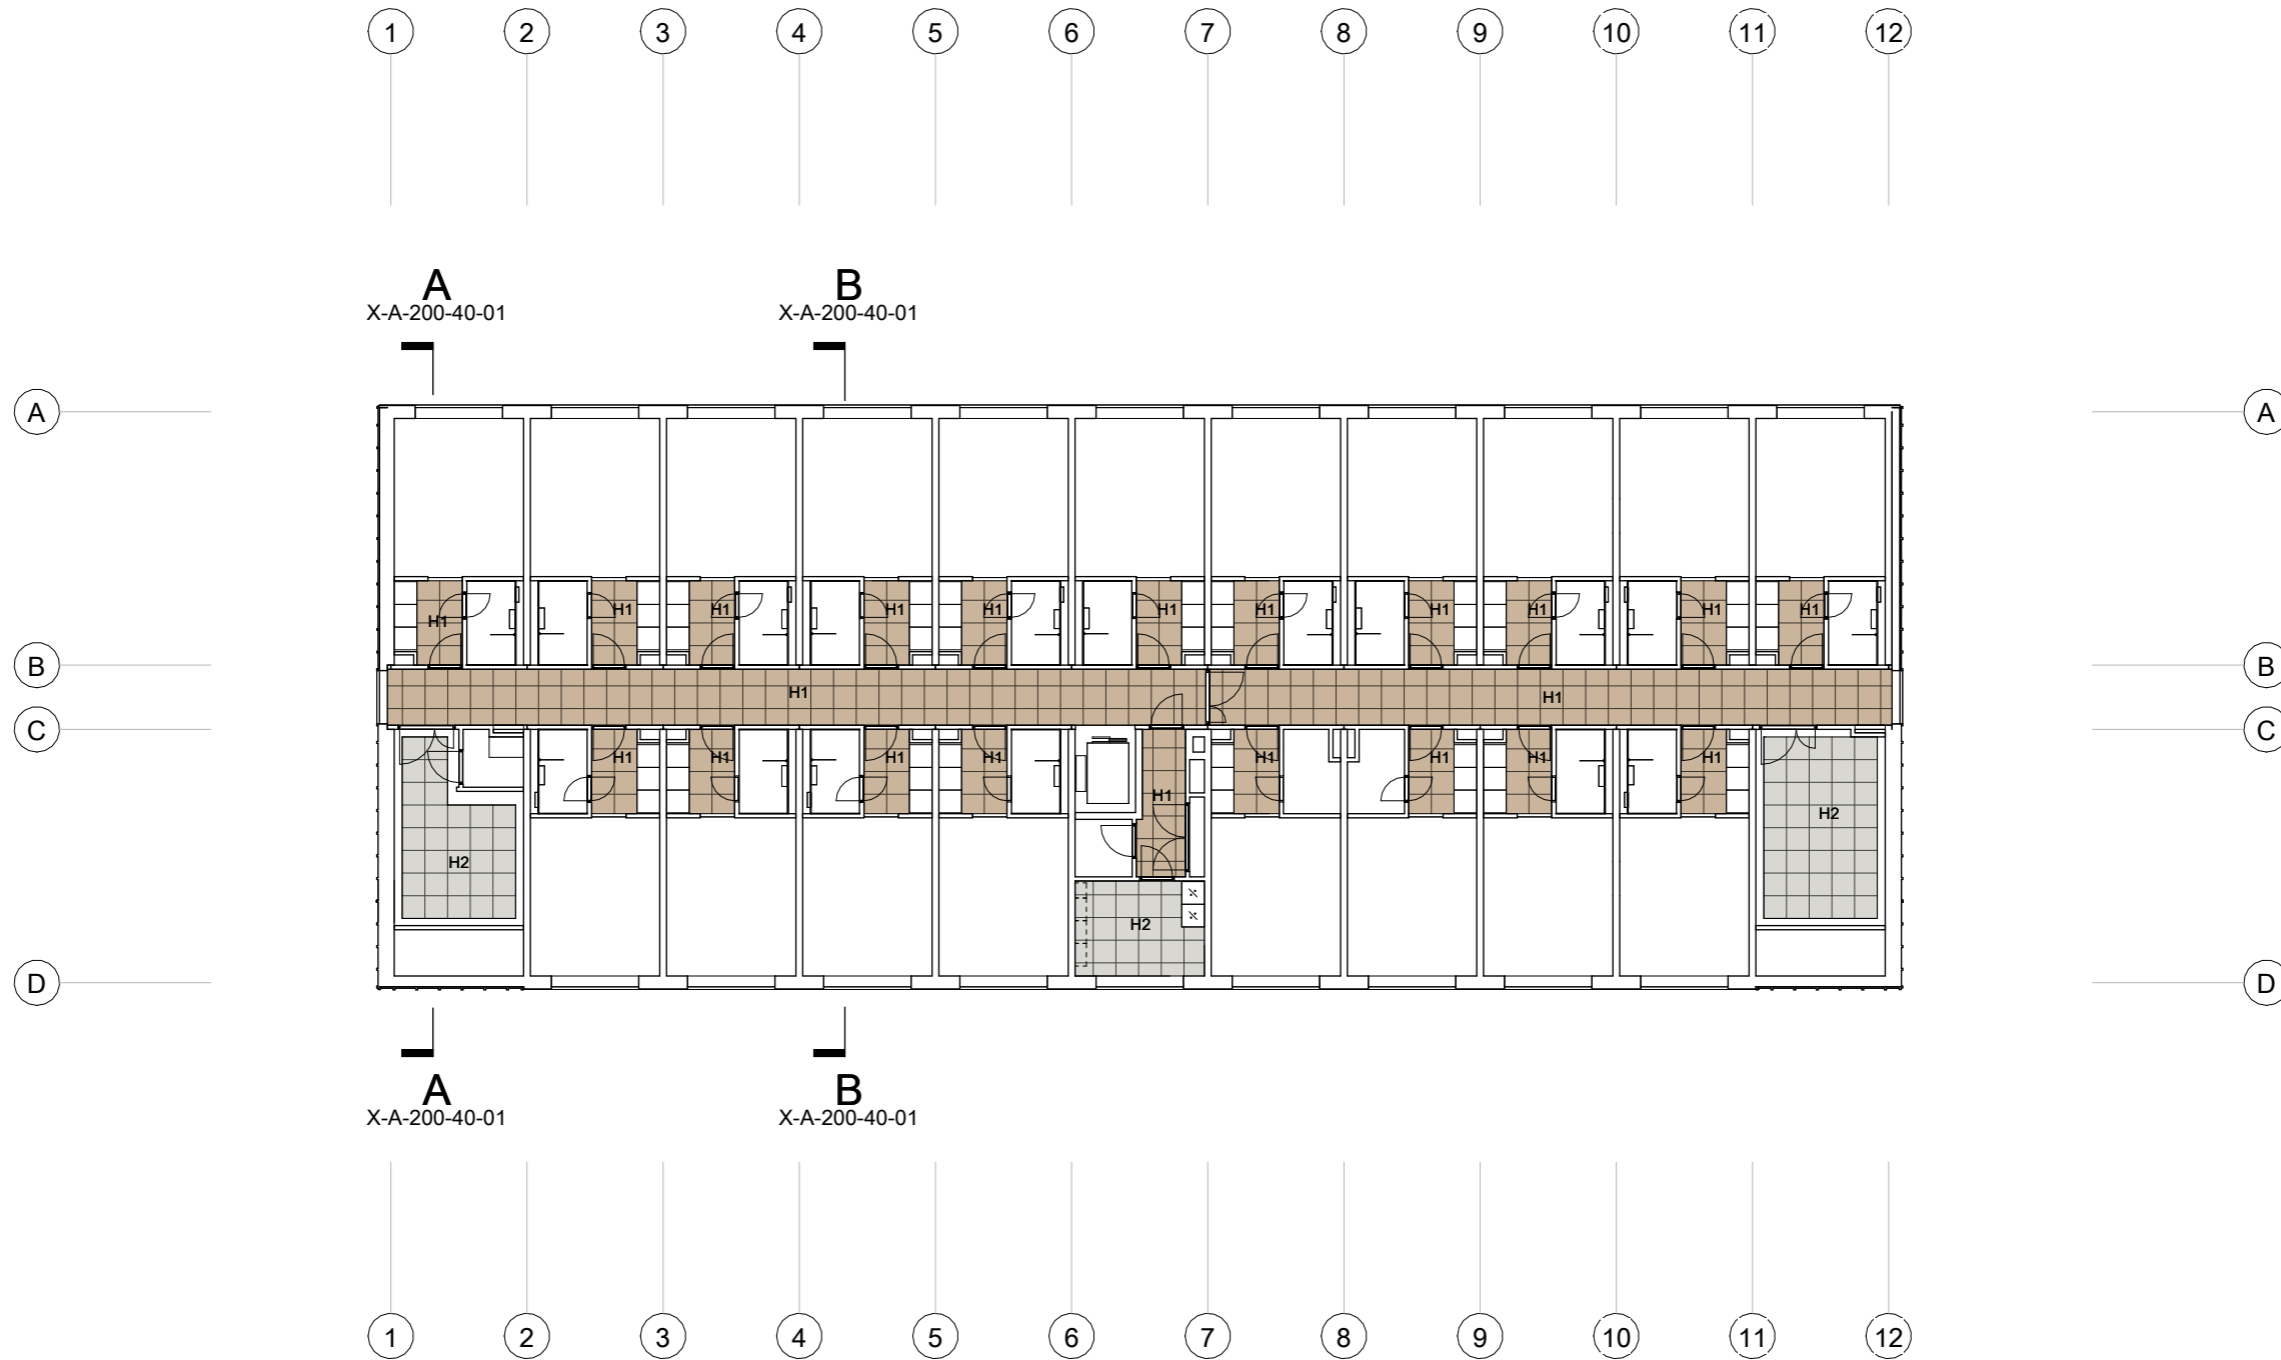 1 2 3 4 5 6 7 8 9 10 11 12
A B
X-A-200-40-01 X-A-200-40-01
A A
H1 H1 H1 H1 H1 H1 H1 H1 H1 H1 H1
B B
H1 H1
C C
H1 H1 H1 H1 H1 H1 H1 H1
H1
H2
H2
H2
D D
A B
X-A-200-40-01 X-A-200-40-01
1 2 3 4 5 6 7 8 9 10 11 12